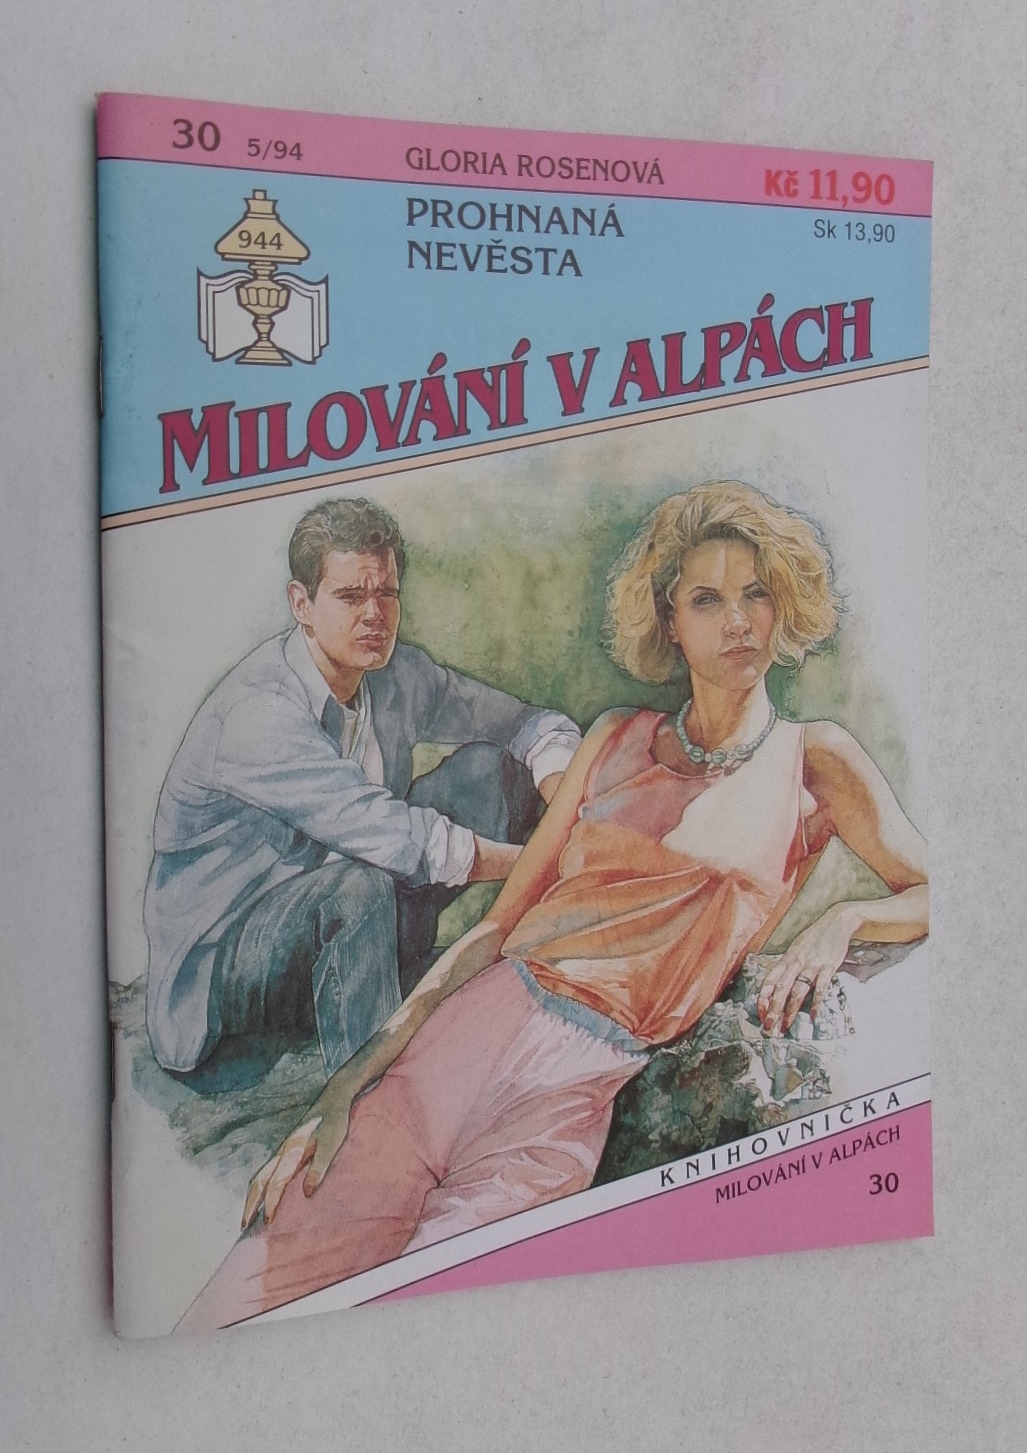 30 5/94 GLORIA ROSENOVÁ Kč 11,90
Sk 13,90
944
PROHNANÁ
NEVĚSTA
MILOVÁNÍ V ALPÁCH
KNIHOVNIČKA
MILOVÁNÍ V ALPÁCH
30